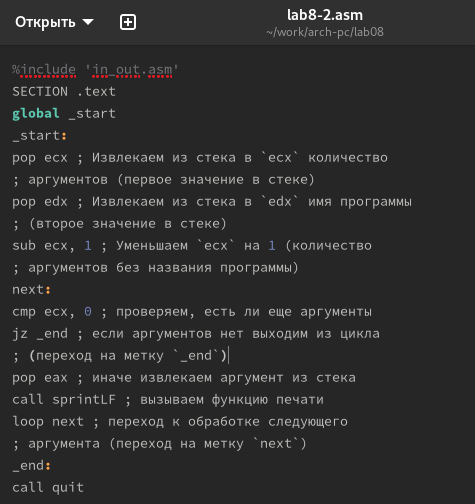 Открыть
lab8-2.asm
~/work/arch-pc/lab08
%include 'in_out.asm'
SECTION .text
global _start
_start:
pop ecx ; Извлекаем из стека в `ecx` количество
; аргументов (первое значение в стеке)
pop edx ; Извлекаем из стека в `edx` имя программы
; (второе значение в стеке)
sub ecx, 1 ; Уменьшаем `ecx` на 1 (количество
; аргументов без названия программы)
next:
cmp ecx, 0 ; проверяем, есть ли еще аргументы
jz _end ; если аргументов нет выходим из цикла
; (переход на метку `_end`)
pop eax ; иначе извлекаем аргумент из стека
call sprintLF ; вызываем функцию печати
loop next ; переход к обработке следующего
; аргумента (переход на метку `next`)
_end:
call quit